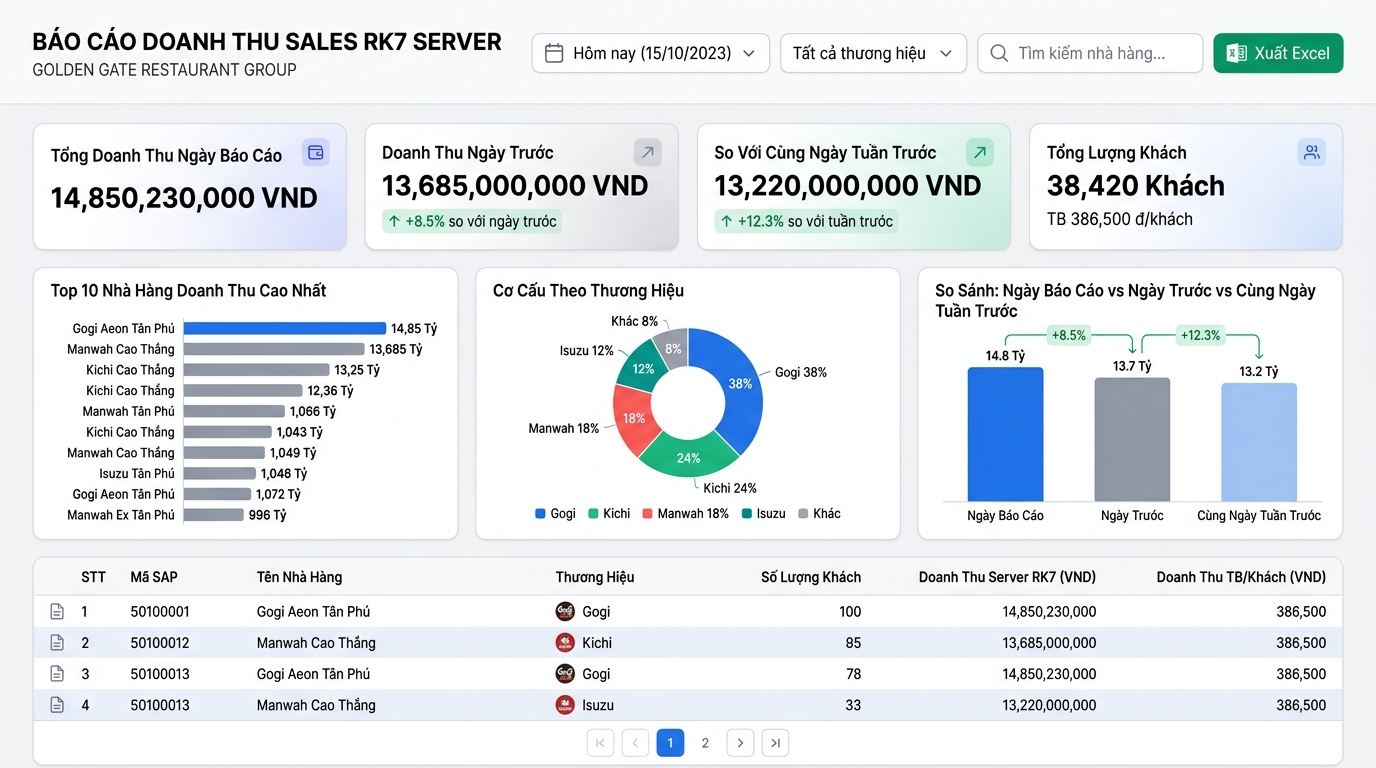 BÁO CÁO DOANH THU SALES RK7 SERVER
GOLDEN GATE RESTAURANT GROUP
Hôm nay (15/10/2023)
Tất cả thương hiệu
Tìm kiếm nhà hàng...
Xuất Excel
Tổng Doanh Thu Ngày Báo Cáo
14,850,230,000 VND
Doanh Thu Ngày Trước
13,685,000,000 VND
↑ +8.5% so với ngày trước
So Với Cùng Ngày Tuần Trước
13,220,000,000 VND
↑ +12.3% so với tuần trước
Tổng Lượng Khách
38,420 Khách
TB 386,500 đ/khách
Top 10 Nhà Hàng Doanh Thu Cao Nhất
Gogi Aeon Tân Phú 14,85 Tỷ
Manwah Cao Thắng 13,685 Tỷ
Kichi Cao Thắng 13,25 Tỷ
Kichi Cao Thắng 12,36 Tỷ
Manwah Tân Phú 1,066 Tỷ
Kichi Cao Thắng 1,043 Tỷ
Manwah Cao Thắng 1,049 Tỷ
Isuzu Tân Phú 1,048 Tỷ
Gogi Aeon Tân Phú 1,072 Tỷ
Manwah Ex Tân Phú 996 Tỷ
Cơ Cấu Theo Thương Hiệu
Khác 8%
8%
Isuzu 12%
12%
Gogi 38%
38%
Manwah 18%
18%
24%
Kichi 24%
Gogi Kichi Manwah 18% Isuzu Khác
So Sánh: Ngày Báo Cáo vs Ngày Trước vs Cùng Ngày
Tuần Trước
+8.5% +12.3%
14.8 Tỷ 13.7 Tỷ 13.2 Tỷ
Ngày Báo Cáo Ngày Trước Cùng Ngày Tuần Trước
STT Mã SAP Tên Nhà Hàng Thương Hiệu Số Lượng Khách Doanh Thu Server RK7 (VND) Doanh Thu TB/Khách (VND)
1 50100001 Gogi Aeon Tân Phú Gogi 100 14,850,230,000 386,500
2 50100012 Manwah Cao Thắng Kichi 85 13,685,000,000 386,500
3 50100013 Gogi Aeon Tân Phú Gogi 78 14,850,230,000 386,500
4 50100013 Manwah Cao Thắng Isuzu 33 13,220,000,000 386,500
1 2